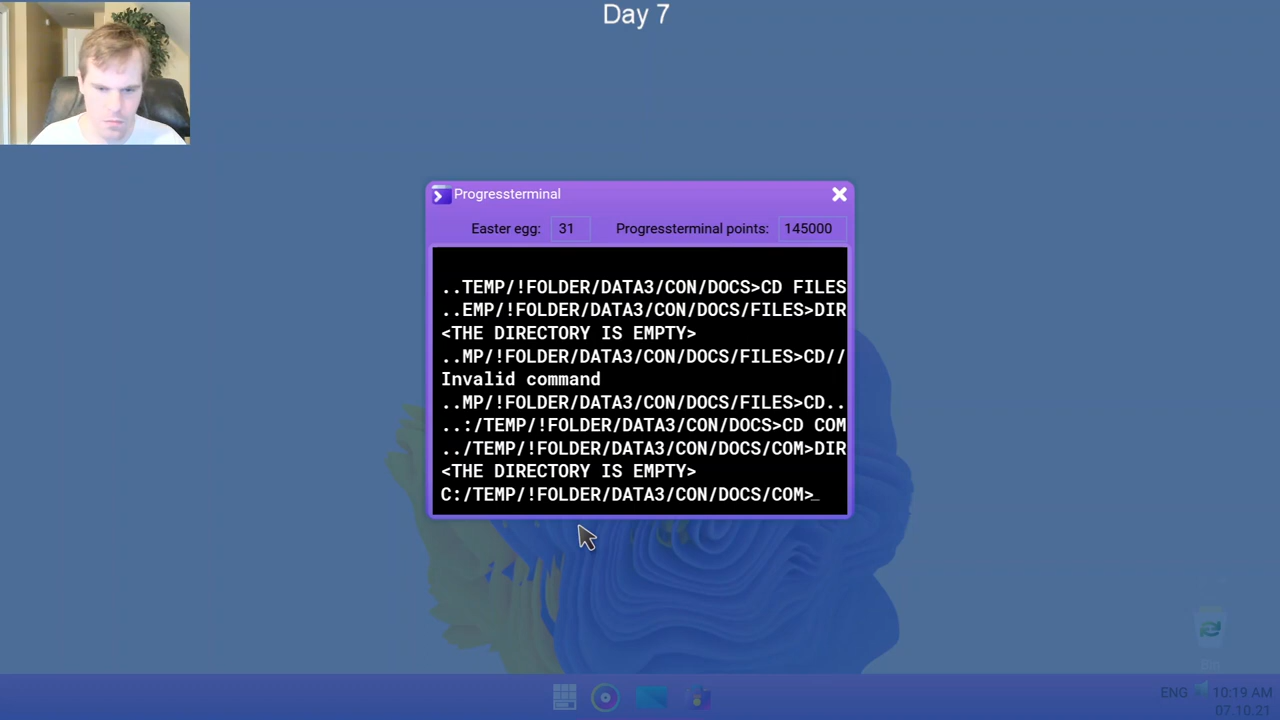 Day 7
Progressterminal
Easter egg: 31 Progressterminal points: 145000
..TEMP/!FOLDER/DATA3/CON/DOCS>CD FILES
..EMP/!FOLDER/DATA3/CON/DOCS/FILES>DIR
<THE DIRECTORY IS EMPTY>
..MP/!FOLDER/DATA3/CON/DOCS/FILES>CD//
Invalid command
..MP/!FOLDER/DATA3/CON/DOCS/FILES>CD..
..:/TEMP/!FOLDER/DATA3/CON/DOCS>CD COM
../TEMP/!FOLDER/DATA3/CON/DOCS/COM>DIR
<THE DIRECTORY IS EMPTY>
C:/TEMP/!FOLDER/DATA3/CON/DOCS/COM>_
Bin
ENG 10:19 AM
07.10.21